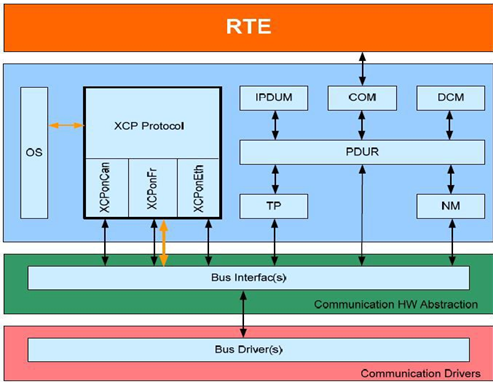 RTE
OS
XCP Protocol
XCPonCan
XCPonFr
XCPonEth
IPDUM
COM
DCM
PDUR
TP
NM
Bus Interfac(s)
Communication HW Abstraction
Bus Driver(s)
Communication Drivers